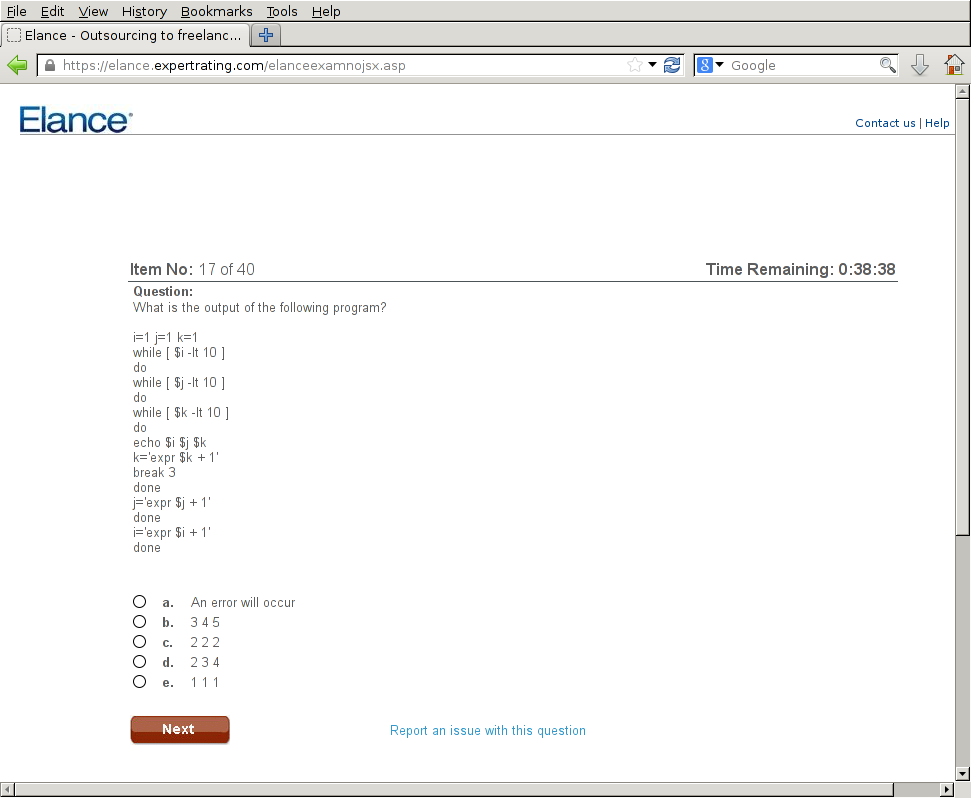 File Edit View History Bookmarks Tools Help
Elance - Outsourcing to freelanc...
https://elance.expertrating.com/elanceexamnojsx.asp
8 Google
Elance
Contact us | Help
Item No: 17 of 40 Time Remaining: 0:38:38
Question:
What is the output of the following program?
i=1 j=1 k=1
while [ $i -lt 10 ]
do
while [ $j -lt 10 ]
do
while [ $k -lt 10 ]
do
echo $i $j $k
k='expr $k + 1'
break 3
done
j='expr $j + 1'
done
i='expr $i + 1'
done
a. An error will occur
b. 3 4 5
c. 2 2 2
d. 2 3 4
e. 1 1 1
Next Report an issue with this question